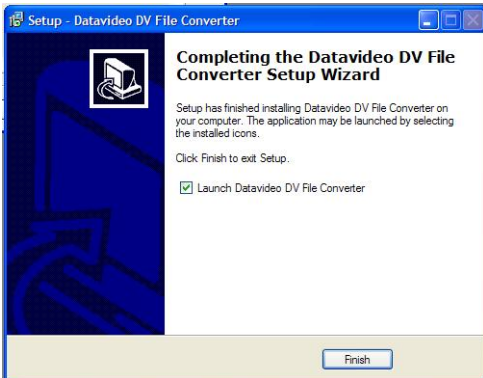 Setup - Datavideo DV File Converter
Completing the Datavideo DV File
Converter Setup Wizard
Setup has finished installing Datavideo DV File Converter on
your computer. The application may be launched by selecting
the installed icons.
Click Finish to exit Setup.
Launch Datavideo DV File Converter
Finish